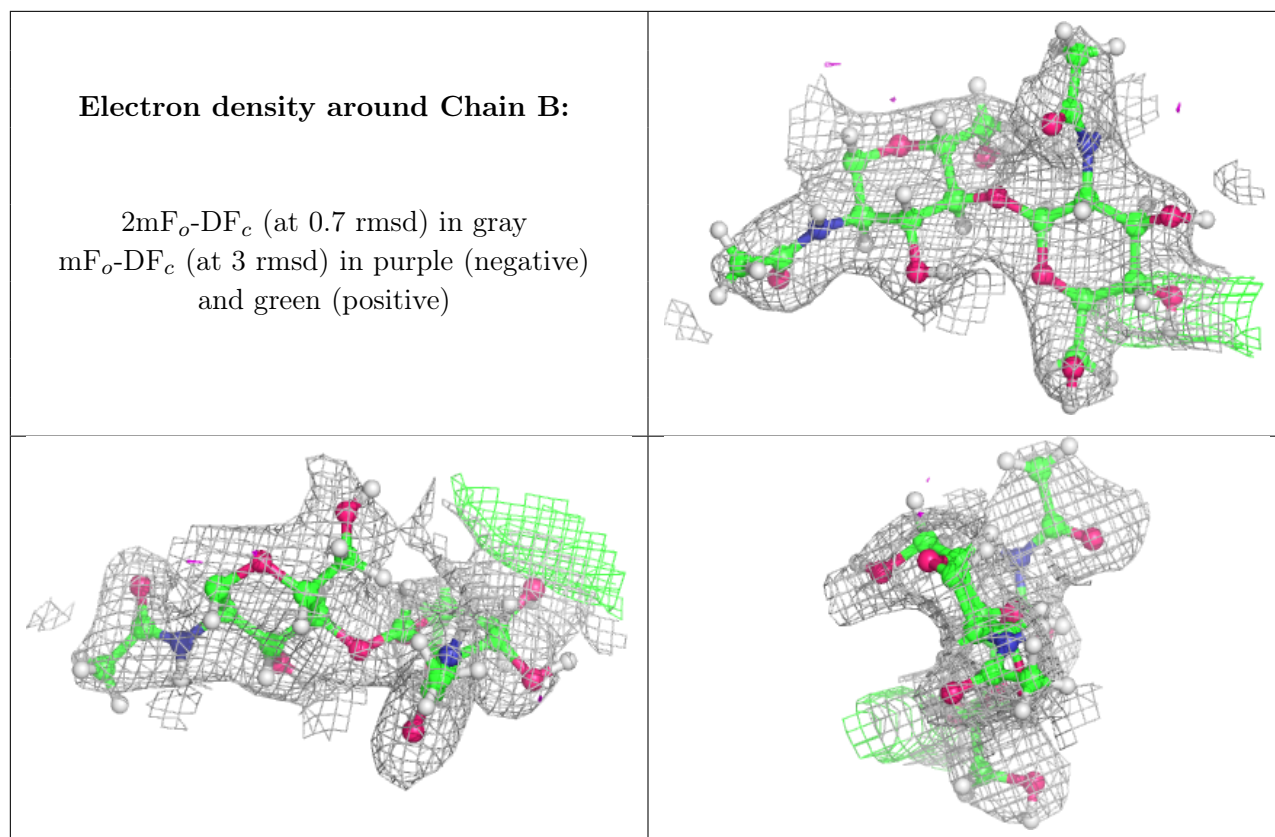 Electron density around Chain B:
2mFₒ-DF𝑐 (at 0.7 rmsd) in gray
mFₒ-DF𝑐 (at 3 rmsd) in purple (negative)
and green (positive)